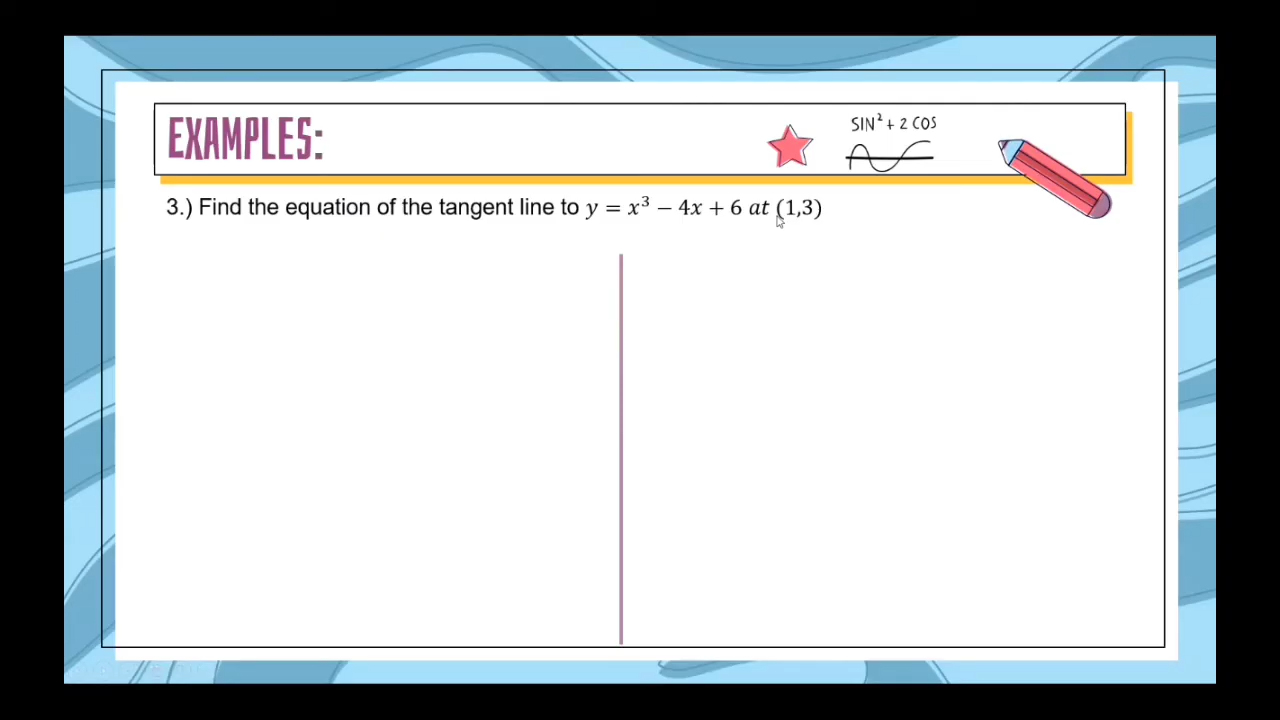 EXAMPLES:
SIN² + 2 COS
3.) Find the equation of the tangent line to y = x³ − 4x + 6 at (1,3)